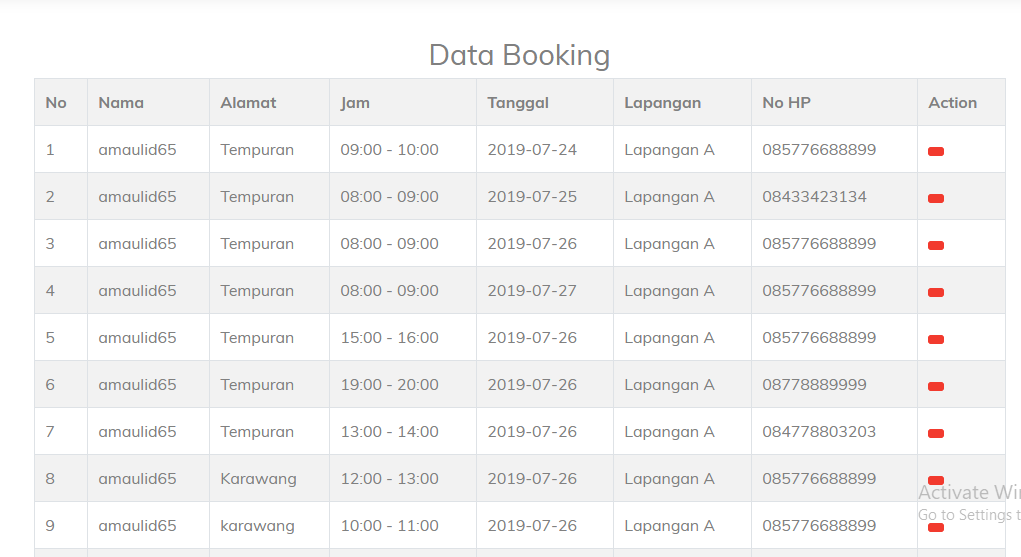 Data Booking
No Nama Alamat Jam Tanggal Lapangan No HP Action
1 amaulid65 Tempuran 09:00 - 10:00 2019-07-24 Lapangan A 085776688899
2 amaulid65 Tempuran 08:00 - 09:00 2019-07-25 Lapangan A 08433423134
3 amaulid65 Tempuran 08:00 - 09:00 2019-07-26 Lapangan A 085776688899
4 amaulid65 Tempuran 08:00 - 09:00 2019-07-27 Lapangan A 085776688899
5 amaulid65 Tempuran 15:00 - 16:00 2019-07-26 Lapangan A 085776688899
6 amaulid65 Tempuran 19:00 - 20:00 2019-07-26 Lapangan A 08778889999
7 amaulid65 Tempuran 13:00 - 14:00 2019-07-26 Lapangan A 084778803203
8 amaulid65 Karawang 12:00 - 13:00 2019-07-26 Lapangan A 085776688899
Activate Wi
Go to Settings t
9 amaulid65 karawang 10:00 - 11:00 2019-07-26 Lapangan A 085776688899